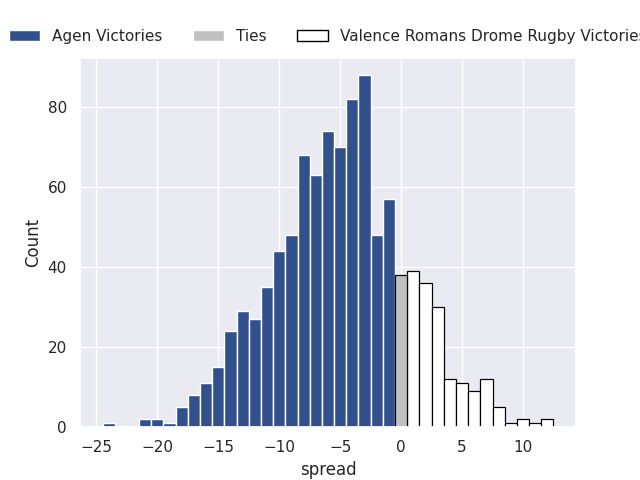 Agen Victories Ties Valence Romans Drome Rugby Victories
80
60
40
20
0
Count
−25 −20 −15 −10 −5 0 5 10
spread